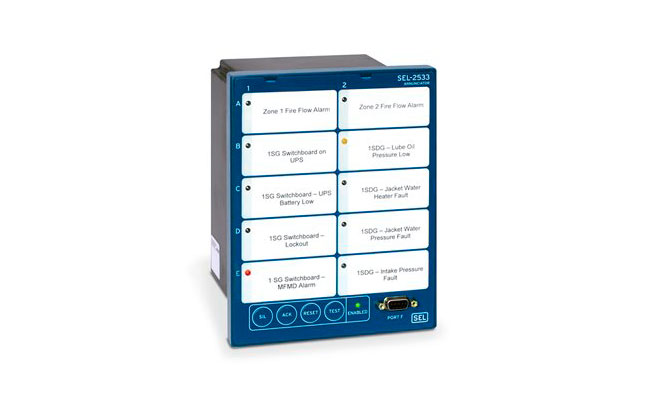 SEL-2533
ANNUNCIATOR
1 2
A
Zone 1 Fire Flow Alarm
Zone 2 Fire Flow Alarm
B
1SG Switchboard on
UPS
1SDG – Lube Oil
Pressure Low
C
1SG Switchboard – UPS
Battery Low
1SDG – Jacket Water
Heater Fault
D
1SG Switchboard –
Lockout
1SDG – Jacket Water
Pressure Fault
E
1 SG Switchboard –
MFMD Alarm
1SDG – Intake Pressure
Fault
SIL ACK RESET TEST ENABLED
PORT F
SEL